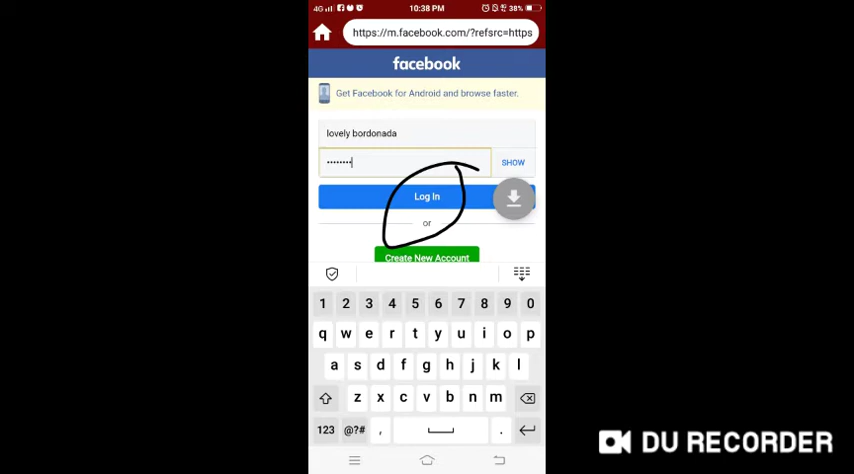 4G 10:38 PM 38%
https://m.facebook.com/?refsrc=https
facebook
Get Facebook for Android and browse faster.
lovely bordonada
•••••••• SHOW
Log In
or
Create New Account
1 2 3 4 5 6 7 8 9 0
q w e r t y u i o p
a s d f g h j k l
z x c v b n m
123 @?# , .
DU RECORDER